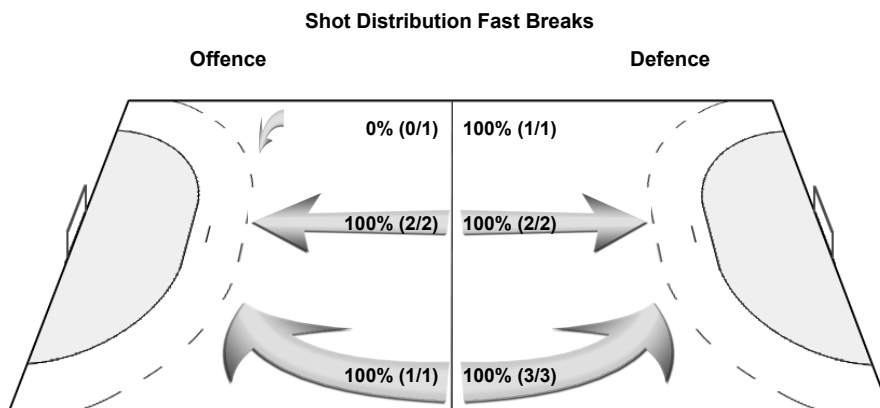 Shot Distribution Fast Breaks
Offence Defence
0% (0/1) 100% (1/1)
100% (2/2) 100% (2/2)
100% (1/1) 100% (3/3)